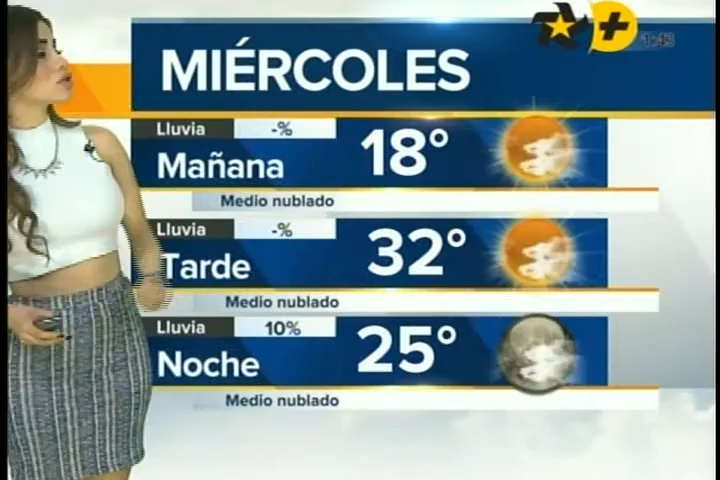 MIÉRCOLES
Lluvia -%
Mañana 18°
Medio nublado
Lluvia -%
Tarde 32°
Medio nublado
Lluvia 10%
Noche 25°
Medio nublado